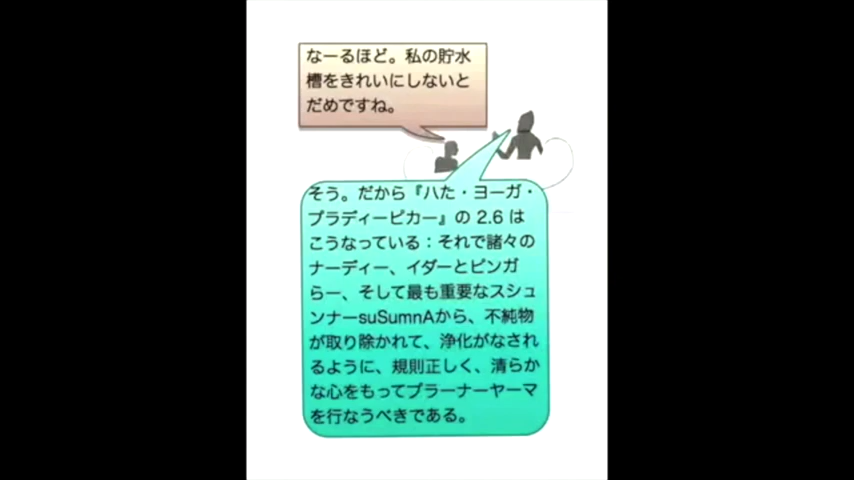 なーるほど。私の貯水
槽をきれいにしないと
だめですね。
そう。だから『ハた・ヨーガ・
プラディーピカー』の 2.6 は
こうなっている：それで諸々の
ナーディー、イダーとピンガ
らー、そして最も重要なスシュ
ンナーsuSumnAから、不純物
が取り除かれて、浄化がなされ
るように、規則正しく、清らか
な心をもってプラーナーヤーマ
を行なうべきである。